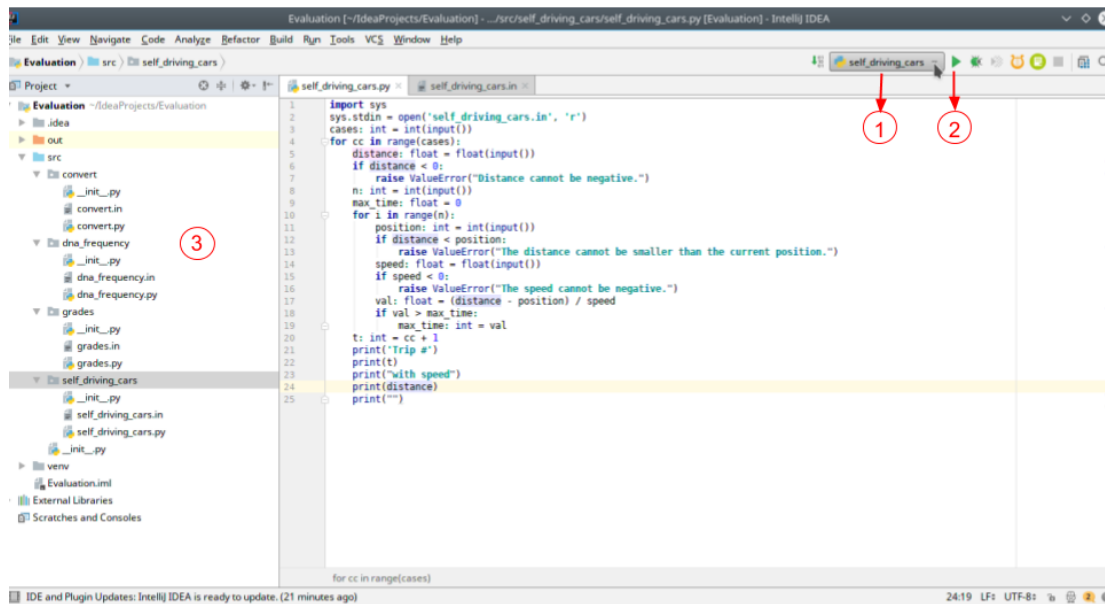 Evaluation [~/IdeaProjects/Evaluation] - .../src/self_driving_cars/self_driving_cars.py [Evaluation] - IntelliJ IDEA
File Edit View Navigate Code Analyze Refactor Build Run Tools VCS Window Help
Evaluation src self_driving_cars
self_driving_cars
Project
self_driving_cars.py
self_driving_cars.in
1
2
3
Evaluation ~/IdeaProjects/Evaluation
.idea
out
src
convert
__init__.py
convert.in
convert.py
dna_frequency
__init__.py
dna_frequency.in
dna_frequency.py
grades
__init__.py
grades.in
grades.py
self_driving_cars
__init__.py
self_driving_cars.in
self_driving_cars.py
__init__.py
venv
Evaluation.iml
External Libraries
Scratches and Consoles
1 import sys
2 sys.stdin = open('self_driving_cars.in', 'r')
3 cases: int = int(input())
4 for cc in range(cases):
5 distance: float = float(input())
6 if distance < 0:
7 raise ValueError("Distance cannot be negative.")
8 n: int = int(input())
9 max_time: float = 0
10 for i in range(n):
11 position: int = int(input())
12 if distance < position:
13 raise ValueError("The distance cannot be smaller than the current position.")
14 speed: float = float(input())
15 if speed < 0:
16 raise ValueError("The speed cannot be negative.")
17 val: float = (distance - position) / speed
18 if val > max_time:
19 max_time: int = val
20 t: int = cc + 1
21 print('Trip #')
22 print(t)
23 print("with speed")
24 print(distance)
25 print("")
for cc in range(cases)
IDE and Plugin Updates: IntelliJ IDEA is ready to update. (21 minutes ago)
24:19 LF÷ UTF-8÷ 2